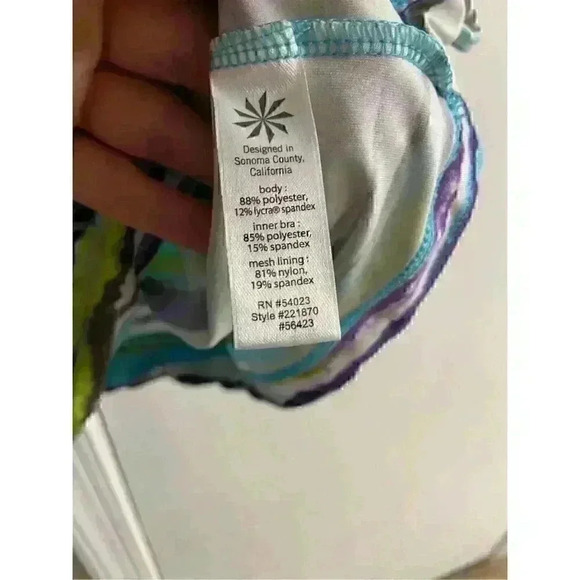 Designed in
Sonoma County,
California
body :
88% polyester,
12% lycra® spandex
inner bra :
85% polyester,
15% spandex
mesh lining :
81% nylon,
19% spandex
RN #54023
Style #221870
#56423